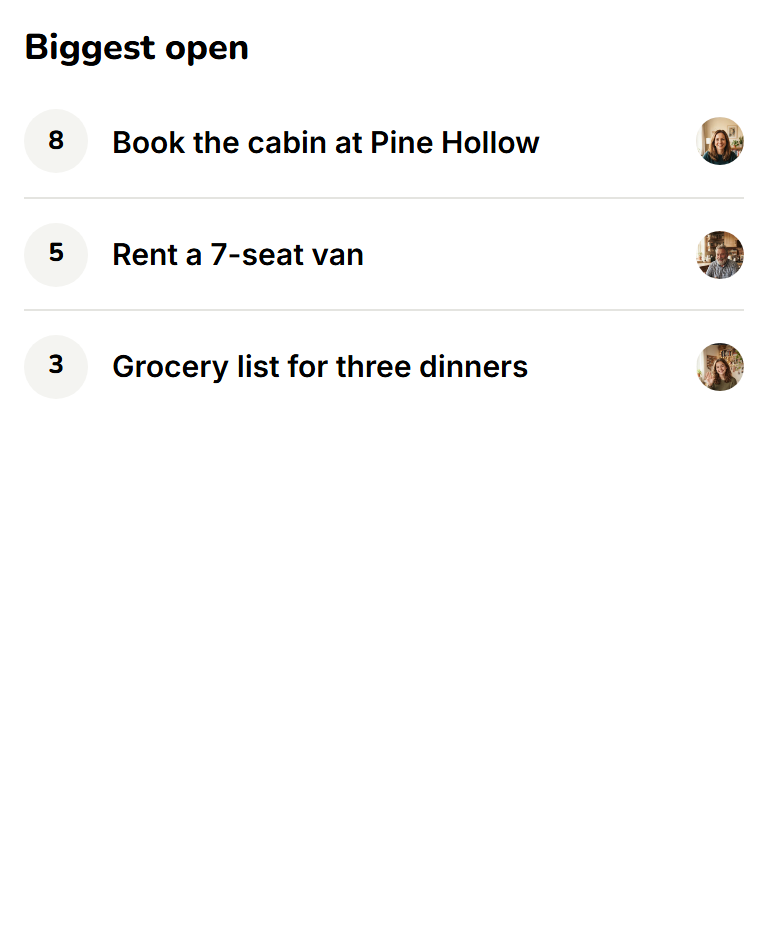 Biggest open
8 Book the cabin at Pine Hollow
5 Rent a 7-seat van
3 Grocery list for three dinners